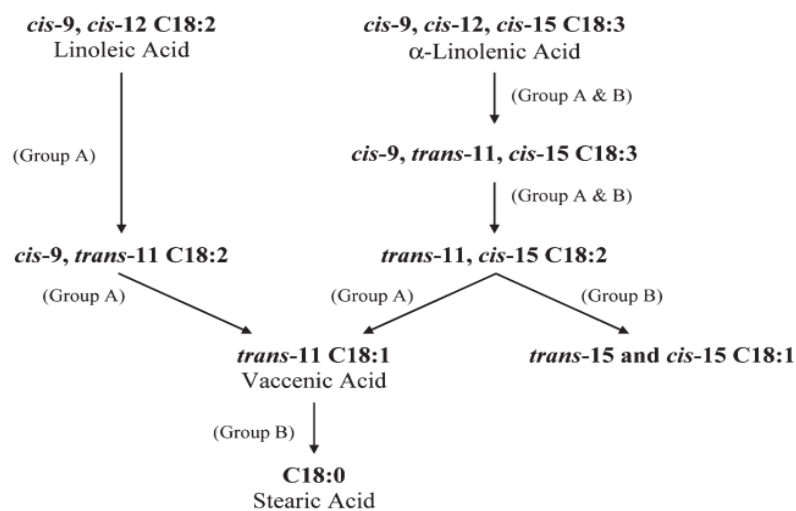 cis-9, cis-12 C18:2
Linoleic Acid
cis-9, cis-12, cis-15 C18:3
α-Linolenic Acid
(Group A & B)
(Group A)
cis-9, trans-11, cis-15 C18:3
(Group A & B)
cis-9, trans-11 C18:2
trans-11, cis-15 C18:2
(Group A)
(Group A)
(Group B)
trans-11 C18:1
Vaccenic Acid
trans-15 and cis-15 C18:1
(Group B)
C18:0
Stearic Acid